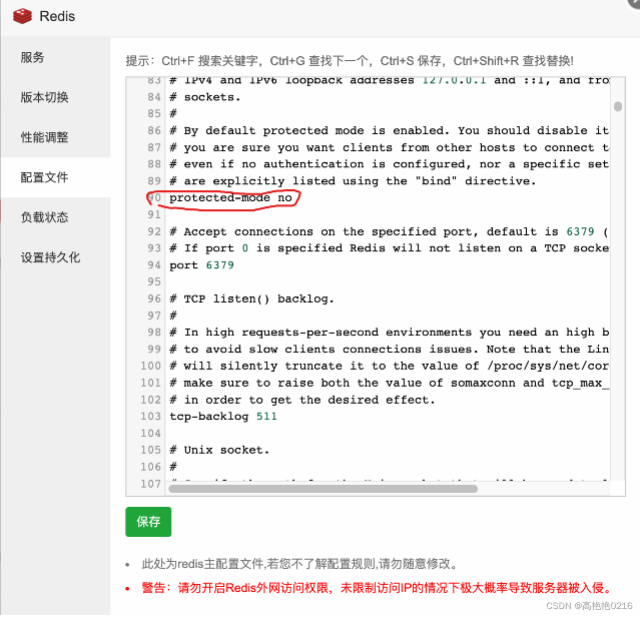 Redis
服务
版本切换
性能调整
配置文件
负载状态
设置持久化
提示：Ctrl+F 搜索关键字，Ctrl+G 查找下一个，Ctrl+S 保存，Ctrl+Shift+R 查找替换!
83 # IPv4 and IPv6 loopback addresses 127.0.0.1 and ::1, and fro
84 # sockets.
85 #
86 # By default protected mode is enabled. You should disable it
87 # you are sure you want clients from other hosts to connect t
88 # even if no authentication is configured, nor a specific set
89 # are explicitly listed using the "bind" directive.
90 protected-mode no
91
92 # Accept connections on the specified port, default is 6379 (
93 # If port 0 is specified Redis will not listen on a TCP socke
94 port 6379
95
96 # TCP listen() backlog.
97 #
98 # In high requests-per-second environments you need an high b
99 # to avoid slow clients connections issues. Note that the Lin
100 # will silently truncate it to the value of /proc/sys/net/cor
101 # make sure to raise both the value of somaxconn and tcp_max_
102 # in order to get the desired effect.
103 tcp-backlog 511
104
105 # Unix socket.
106 #
107
保存
• 此处为redis主配置文件,若您不了解配置规则,请勿随意修改。
• 警告：请勿开启Redis外网访问权限，未限制访问IP的情况下极大概率导致服务器被入侵。
CSDN @高艳艳0216